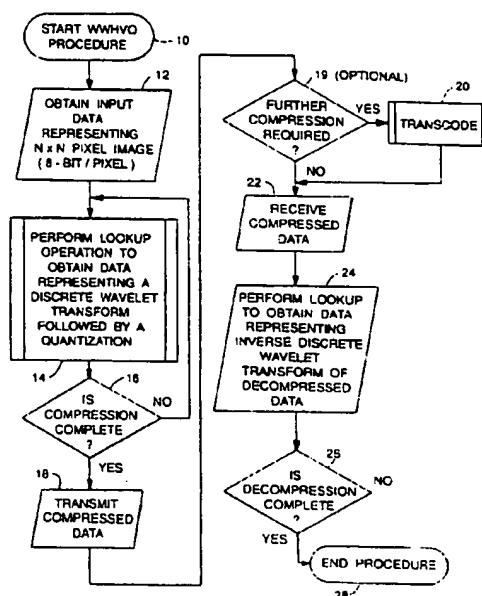 START WWHVQ
PROCEDURE
10
12
OBTAIN INPUT
DATA
REPRESENTING
N x N PIXEL IMAGE
(8 - BIT / PIXEL)
PERFORM LOOKUP
OPERATION TO
OBTAIN DATA
REPRESENTING A
DISCRETE WAVELET
TRANSFORM
FOLLOWED BY A
QUANTIZATION
14
16
IS
COMPRESSION
COMPLETE
?
NO
YES
18
TRANSMIT
COMPRESSED
DATA
19 (OPTIONAL)
FURTHER
COMPRESSION
REQUIRED
?
YES
NO
20
TRANSCODE
22
RECEIVE
COMPRESSED
DATA
24
PERFORM LOOKUP
TO OBTAIN DATA
REPRESENTING
INVERSE DISCRETE
WAVELET
TRANSFORM OF
DECOMPRESSED
DATA
26
IS
DECOMPRESSION
COMPLETE
?
NO
YES
END PROCEDURE
28